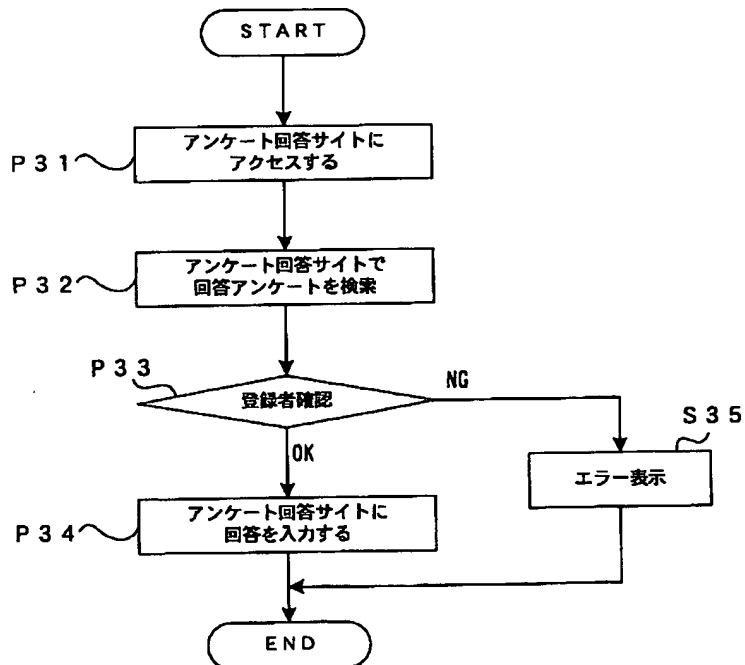 START
P31
アンケート回答サイトに
アクセスする
P32
アンケート回答サイトで
回答アンケートを検索
P33
登録者確認
NG
OK
S35
エラー表示
P34
アンケート回答サイトに
回答を入力する
END